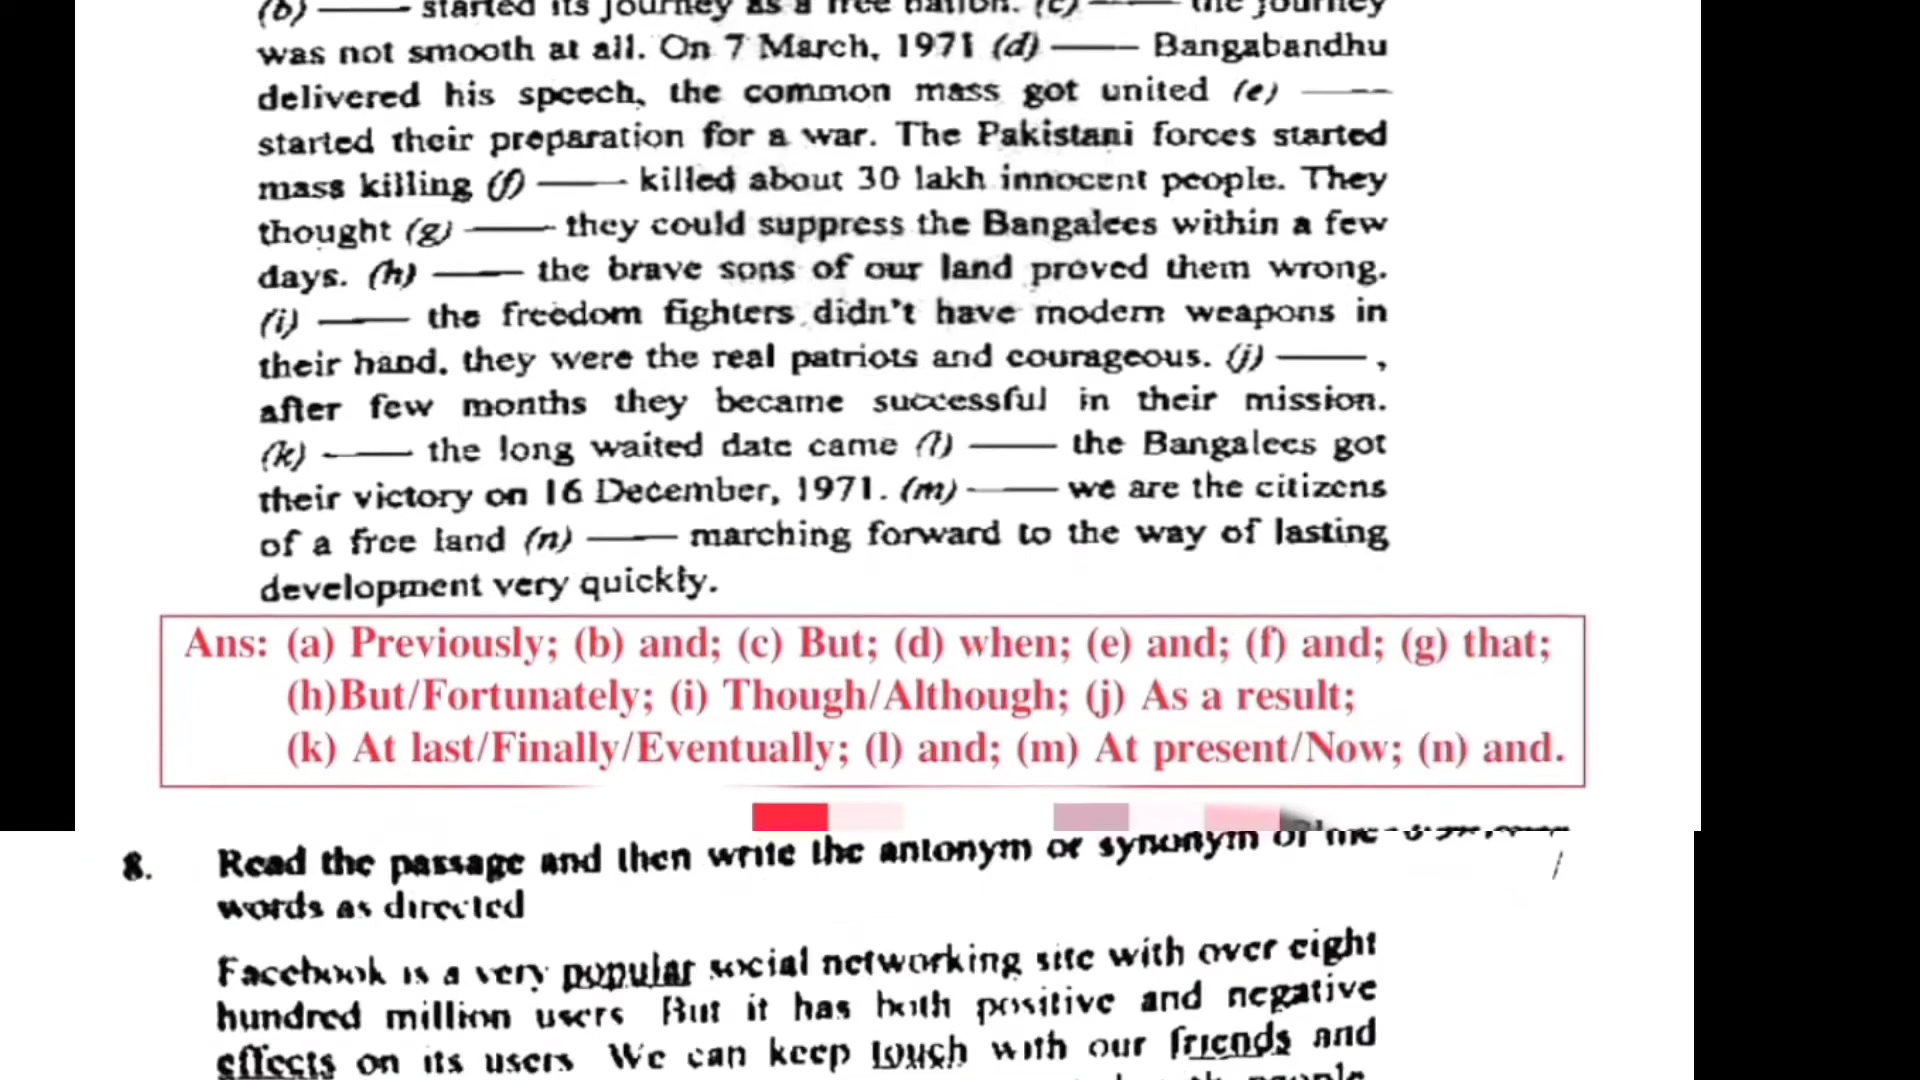 (b) —— started its journey as a free nation. (c) —— the journey
was not smooth at all. On 7 March, 1971 (d) —— Bangabandhu
delivered his speech, the common mass got united (e) ——
started their preparation for a war. The Pakistani forces started
mass killing (f) —— killed about 30 lakh innocent people. They
thought (g) —— they could suppress the Bangalees within a few
days. (h) —— the brave sons of our land proved them wrong.
(i) —— the freedom fighters didn't have modern weapons in
their hand, they were the real patriots and courageous. (j) ——,
after few months they became successful in their mission.
(k) —— the long waited date came (l) —— the Bangalees got
their victory on 16 December, 1971. (m) —— we are the citizens
of a free land (n) —— marching forward to the way of lasting
development very quickly.
Ans: (a) Previously; (b) and; (c) But; (d) when; (e) and; (f) and; (g) that;
(h)But/Fortunately; (i) Though/Although; (j) As a result;
(k) At last/Finally/Eventually; (l) and; (m) At present/Now; (n) and.
8. Read the passage and then write the antonym or synonym of the
words as directed
Facebook is a very popular social networking site with over eight
hundred million users But it has both positive and negative
effects on its users We can keep touch with our friends and
people